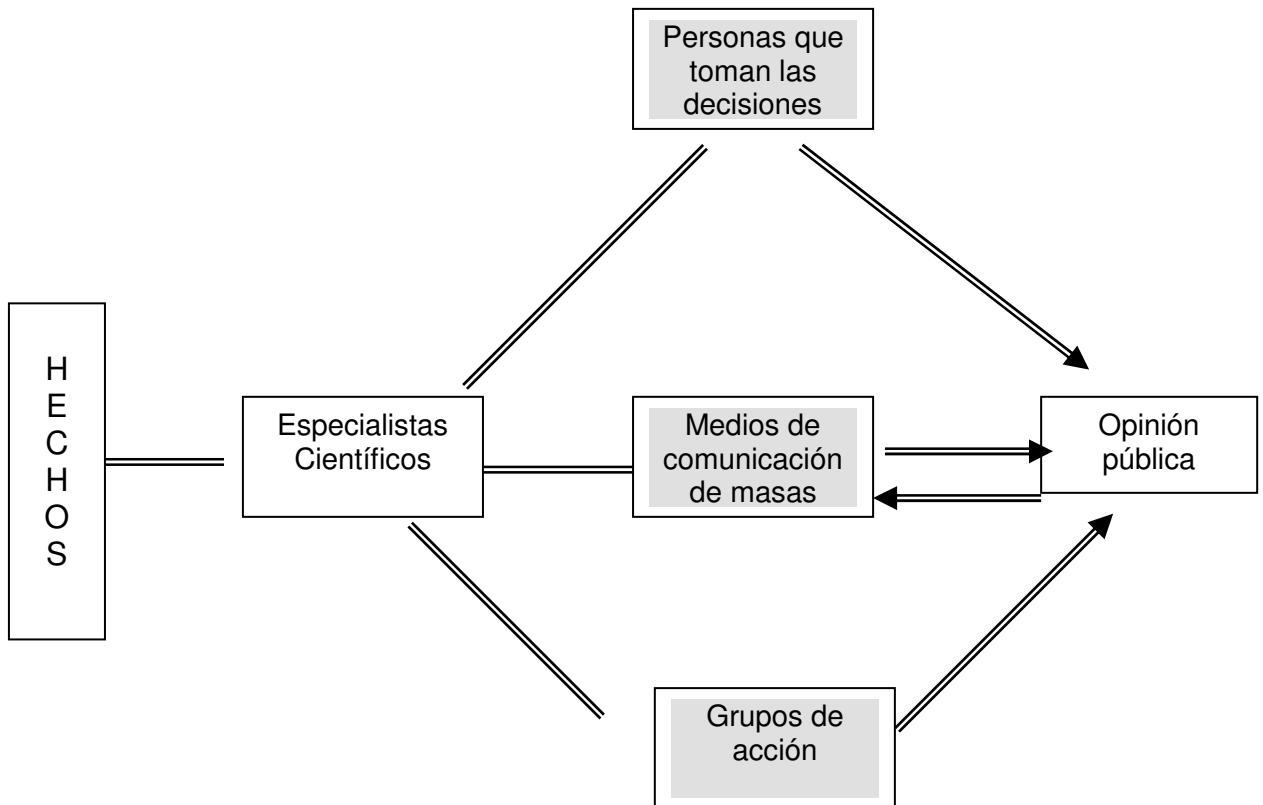 Personas que
toman las
decisiones
H
E
C
H
O
S
Especialistas
Científicos
Medios de
comunicación
de masas
Opinión
pública
Grupos de
acción